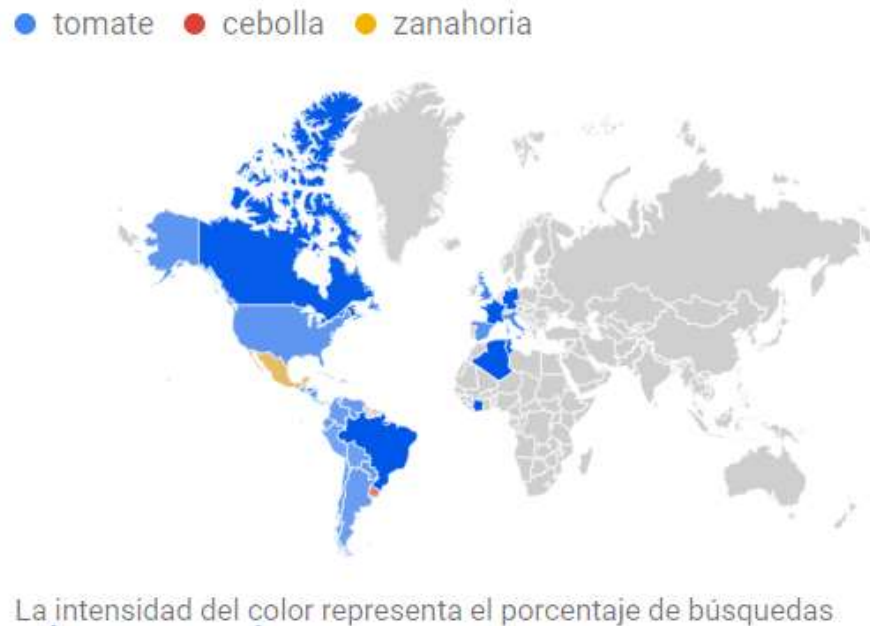 tomate cebolla zanahoria
La intensidad del color representa el porcentaje de búsquedas